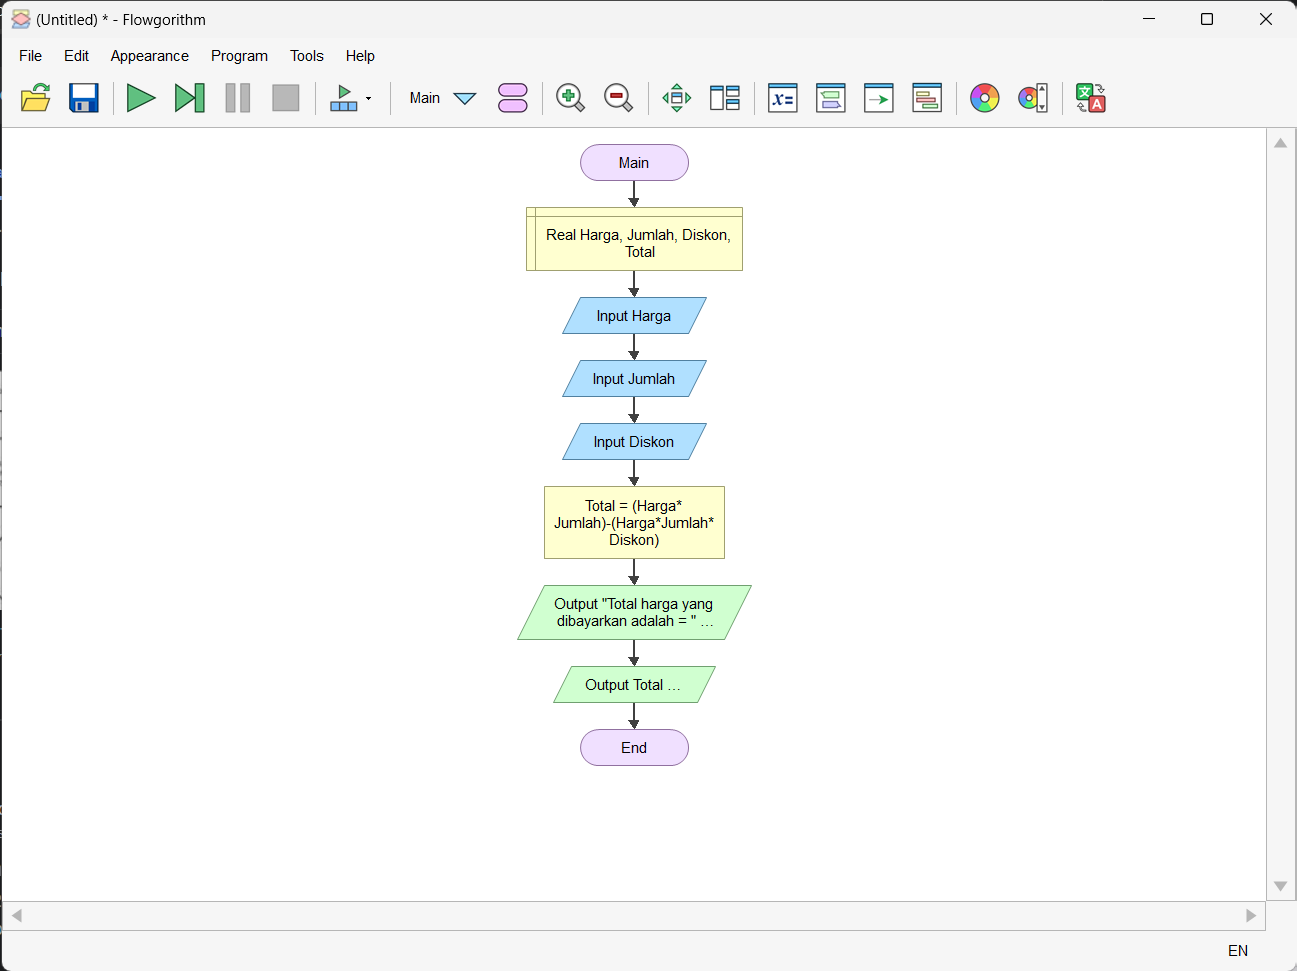 (Untitled) * - Flowgorithm
File Edit Appearance Program Tools Help
Main
x=
文
A
Main
Real Harga, Jumlah, Diskon,
Total
Input Harga
Input Jumlah
Input Diskon
Total = (Harga*
Jumlah)-(Harga*Jumlah*
Diskon)
Output "Total harga yang
dibayarkan adalah = " ...
Output Total ...
End
EN